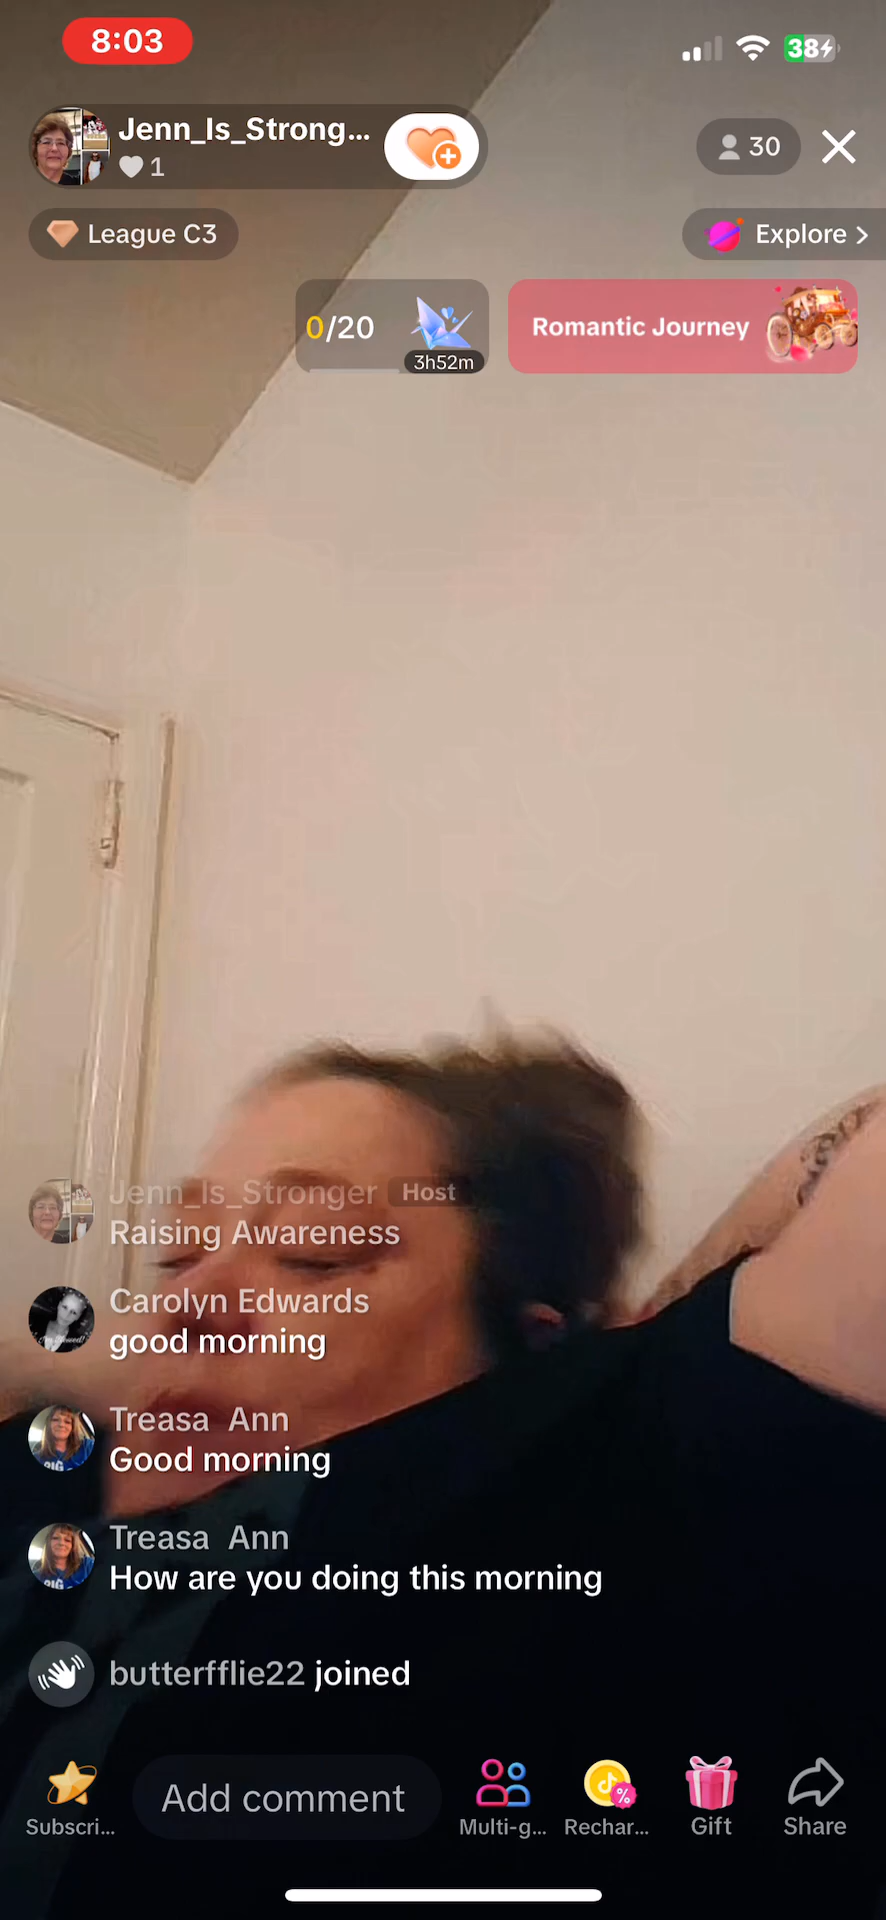 8:03
38
Jenn_Is_Strong...
1
30
League C3
Explore >
0/20
3h52m
Romantic Journey
Jenn_Is_Stronger Host
Raising Awareness
Carolyn Edwards
good morning
Treasa Ann
Good morning
Treasa Ann
How are you doing this morning
butterfflie22 joined
Add comment
Subscri...
Multi-g...
Rechar...
Gift
Share